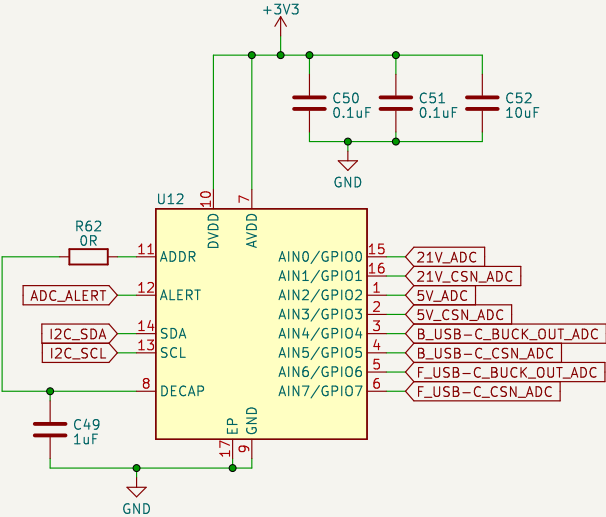 +3V3
C50
0.1uF
C51
0.1uF
C52
10uF
GND
U12
10
7
DVDD
AVDD
R62
0R
11
ADDR
AIN0/GPIO0
15
21V_ADC
AIN1/GPIO1
16
21V_CSN_ADC
ADC_ALERT
12
ALERT
AIN2/GPIO2
1
5V_ADC
AIN3/GPIO3
2
5V_CSN_ADC
I2C_SDA
14
SDA
AIN4/GPIO4
3
B_USB-C_BUCK_OUT_ADC
I2C_SCL
13
SCL
AIN5/GPIO5
4
B_USB-C_CSN_ADC
AIN6/GPIO6
5
F_USB-C_BUCK_OUT_ADC
8
DECAP
AIN7/GPIO7
6
F_USB-C_CSN_ADC
C49
1uF
EP
GND
17
9
GND